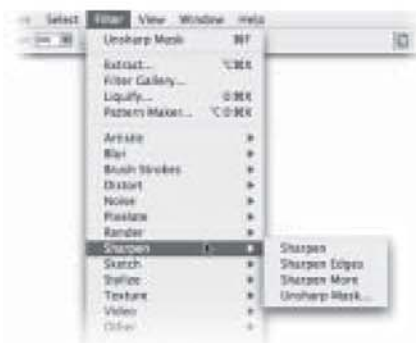 Select Filter View Window Help
Unsharp Mask ⌘F
Extract... ⌥⌘X
Filter Gallery...
Liquify... ⇧⌘X
Pattern Maker... ⌥⇧⌘X
Artistic
Blur
Brush Strokes
Distort
Noise
Pixelate
Render
Sharpen
Sketch
Stylize
Texture
Video
Other
Sharpen
Sharpen Edges
Sharpen More
Unsharp Mask...